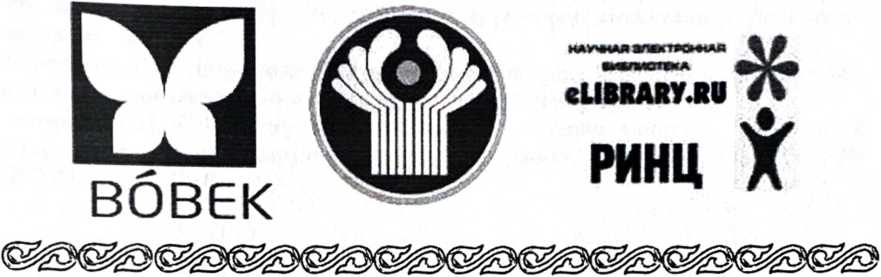 BÓBEK
НАУЧНАЯ ЭЛЕКТРОННАЯ
БИБЛИОТЕКА
eLIBRARY.RU
РИНЦ